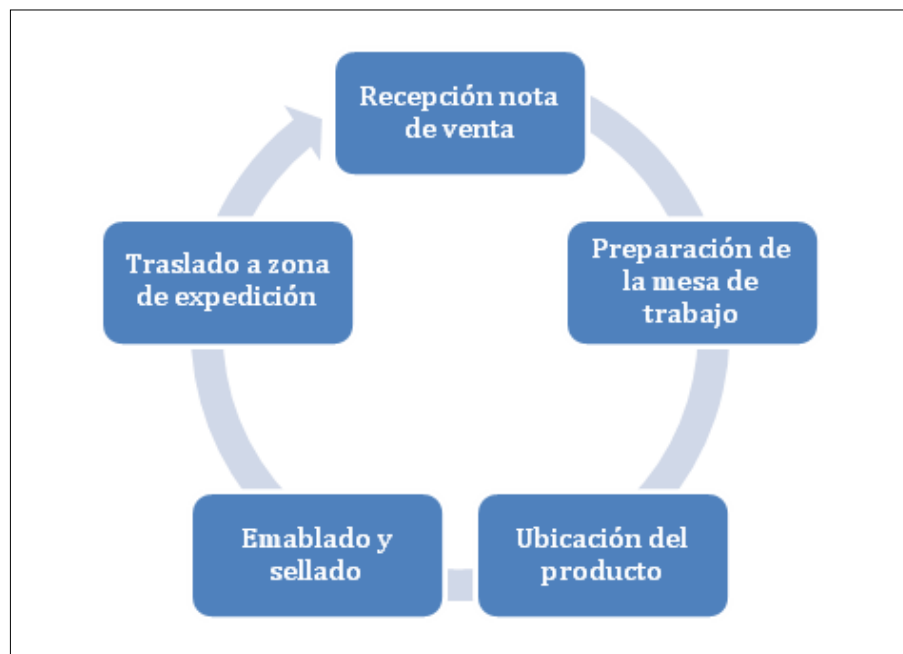 Recepción nota
de venta
Preparación de
la mesa de
trabajo
Ubicación del
producto
Emablado y
sellado
Traslado a zona
de expedición